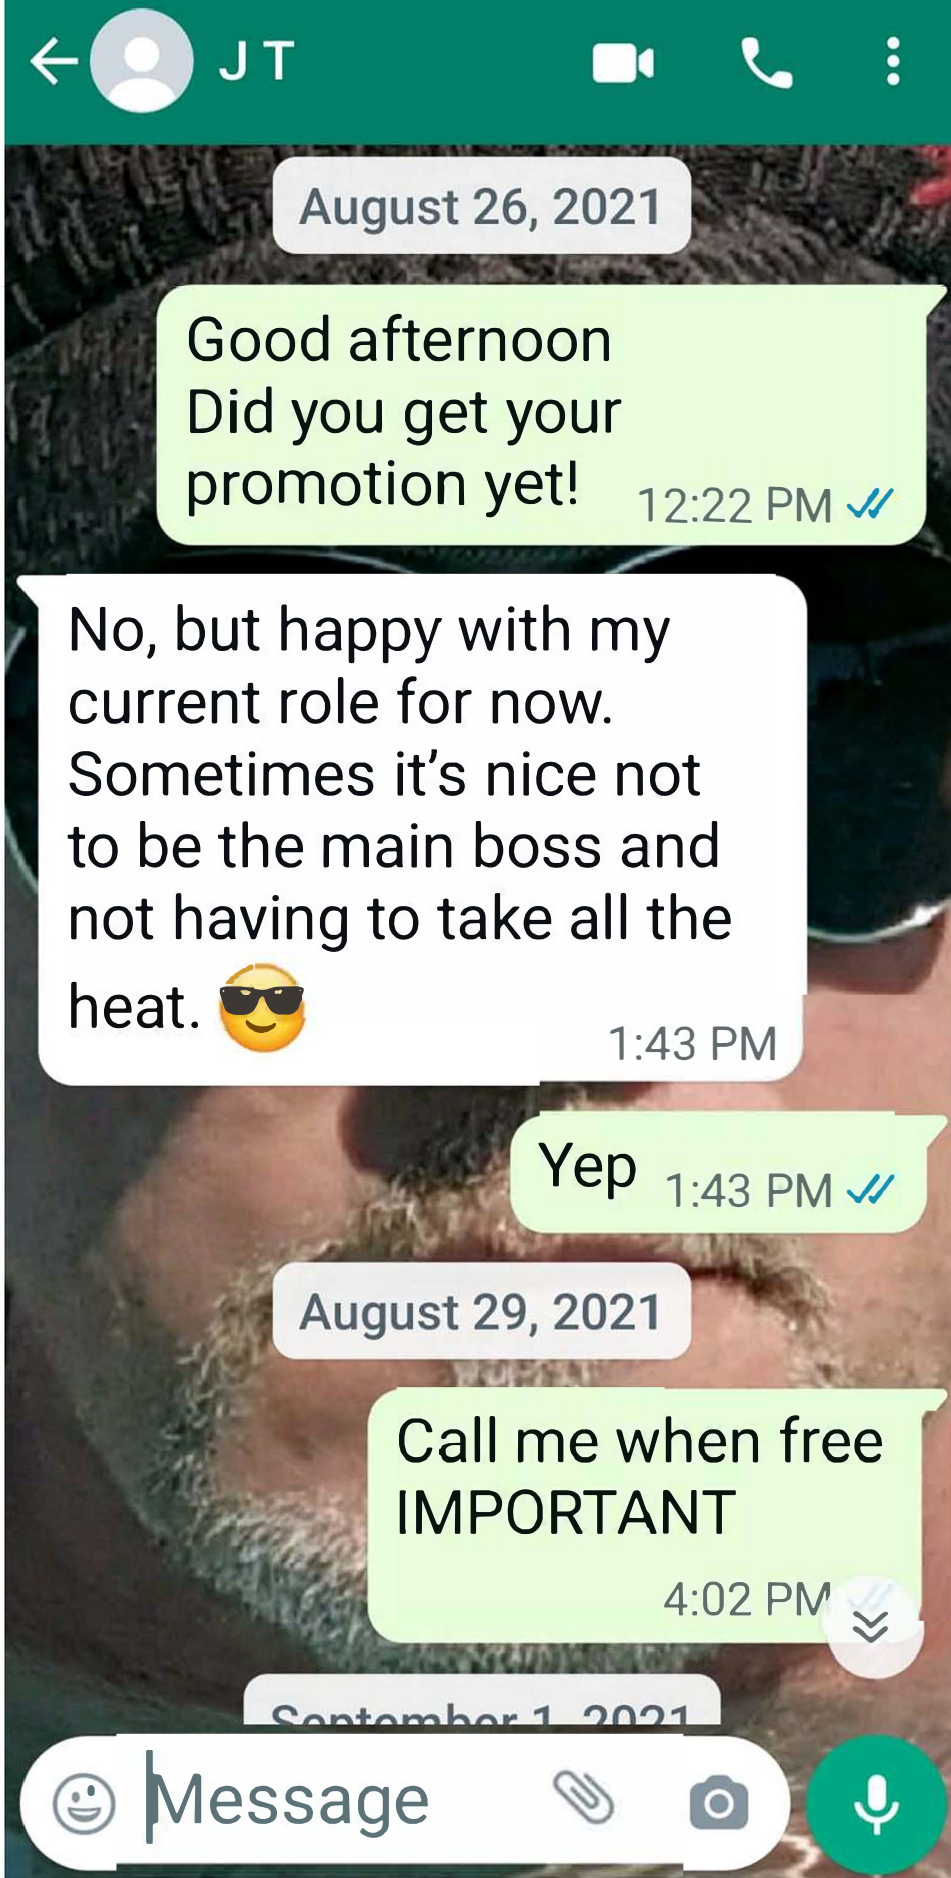 J T
August 26, 2021
Good afternoon
Did you get your
promotion yet!
12:22 PM
No, but happy with my
current role for now.
Sometimes it’s nice not
to be the main boss and
not having to take all the
heat. 😎
1:43 PM
Yep 1:43 PM
August 29, 2021
Call me when free
IMPORTANT
4:02 PM
September 1, 2021
Message